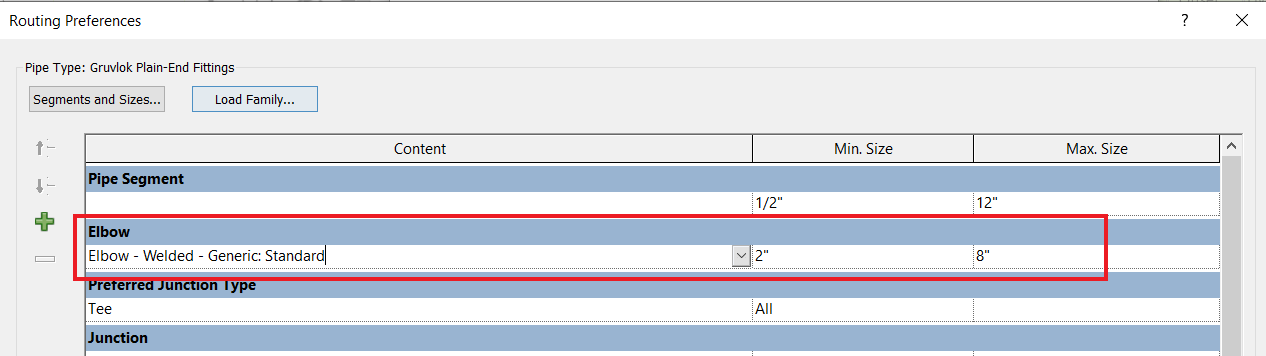 Routing Preferences
?
Pipe Type: Gruvlok Plain-End Fittings
Segments and Sizes... Load Family...
Content Min. Size Max. Size
Pipe Segment
1/2" 12"
Elbow
Elbow - Welded - Generic: Standard 2" 8"
Preferred Junction Type
Tee All
Junction